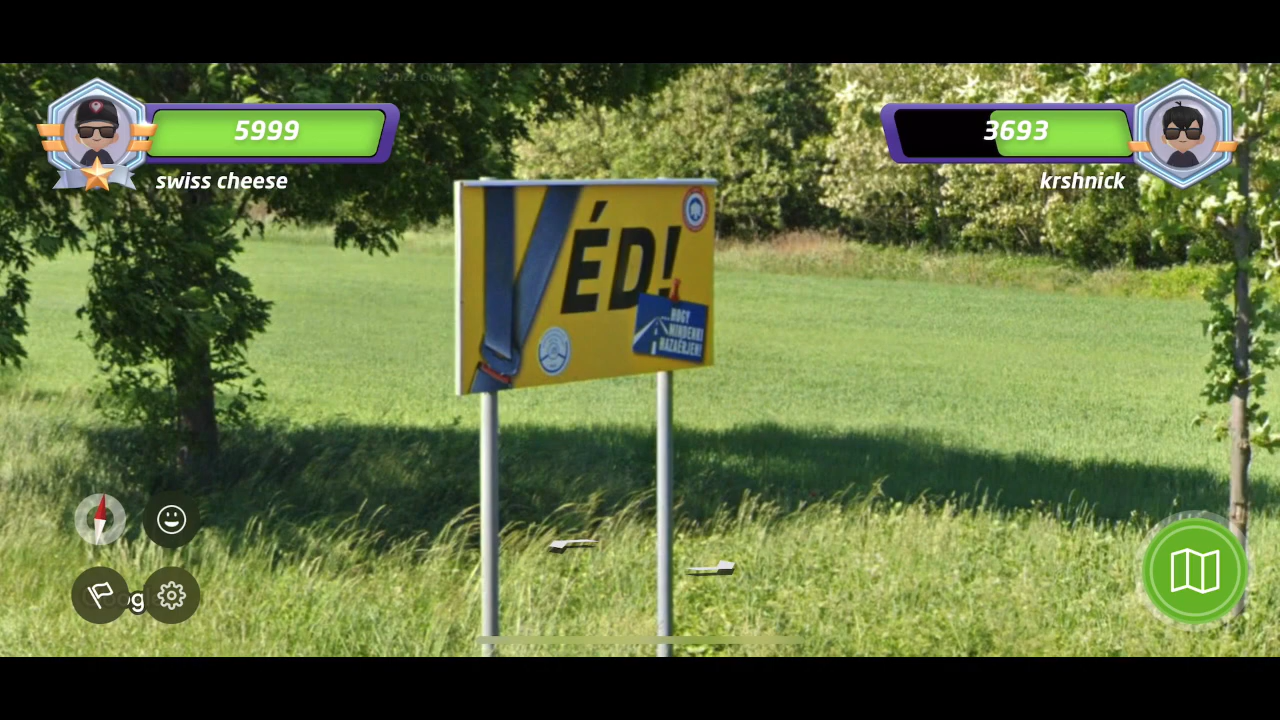 5999
3693
swiss cheese
krshnick
ÉD!
HOGY
MINDENKI
HAZAÉRJEN!